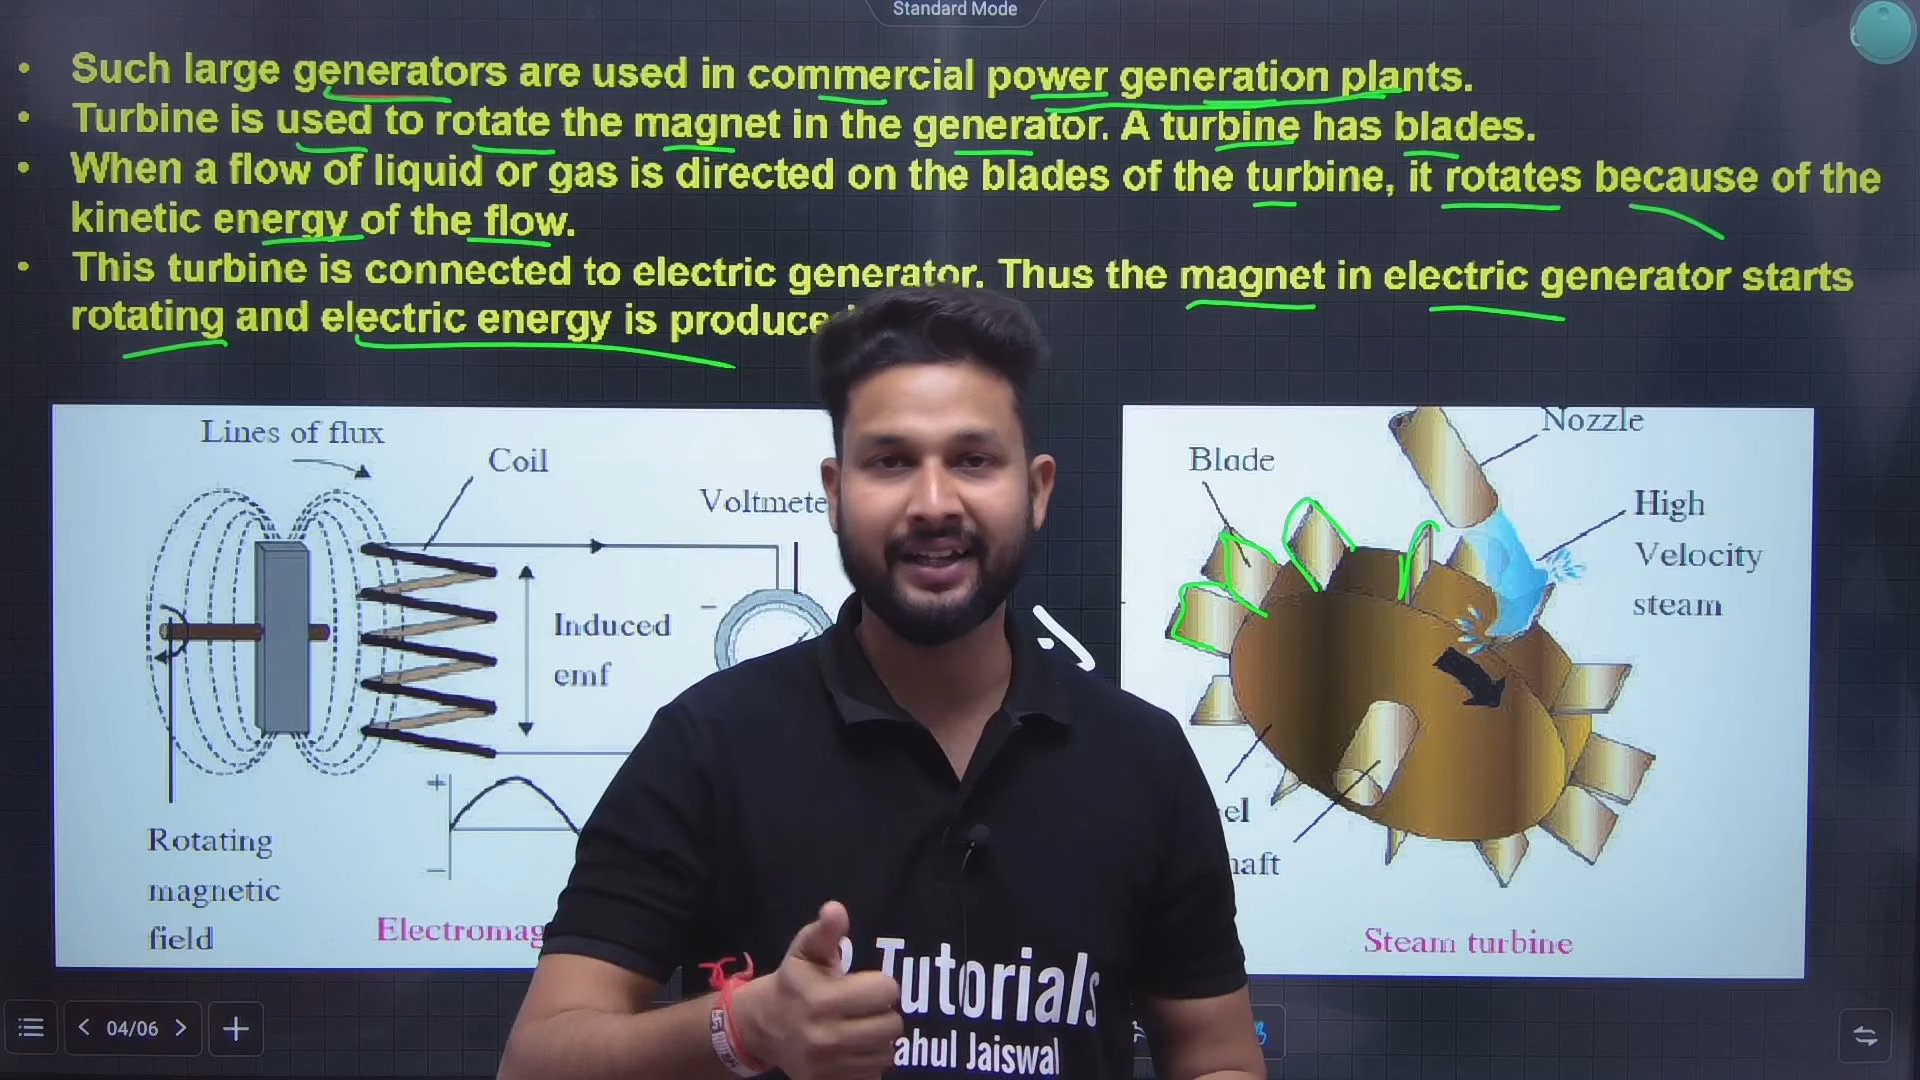 Standard Mode
• Such large generators are used in commercial power generation plants.
• Turbine is used to rotate the magnet in the generator. A turbine has blades.
• When a flow of liquid or gas is directed on the blades of the turbine, it rotates because of the
kinetic energy of the flow.
• This turbine is connected to electric generator. Thus the magnet in electric generator starts
rotating and electric energy is produce
Lines of flux
Coil
Voltmete
Induced
emf
+
−
−
Rotating
magnetic
field
Electromag
Nozzle
Blade
High
Velocity
steam
el
haft
Steam turbine
Tutorials
ahul Jaiswal
04/06